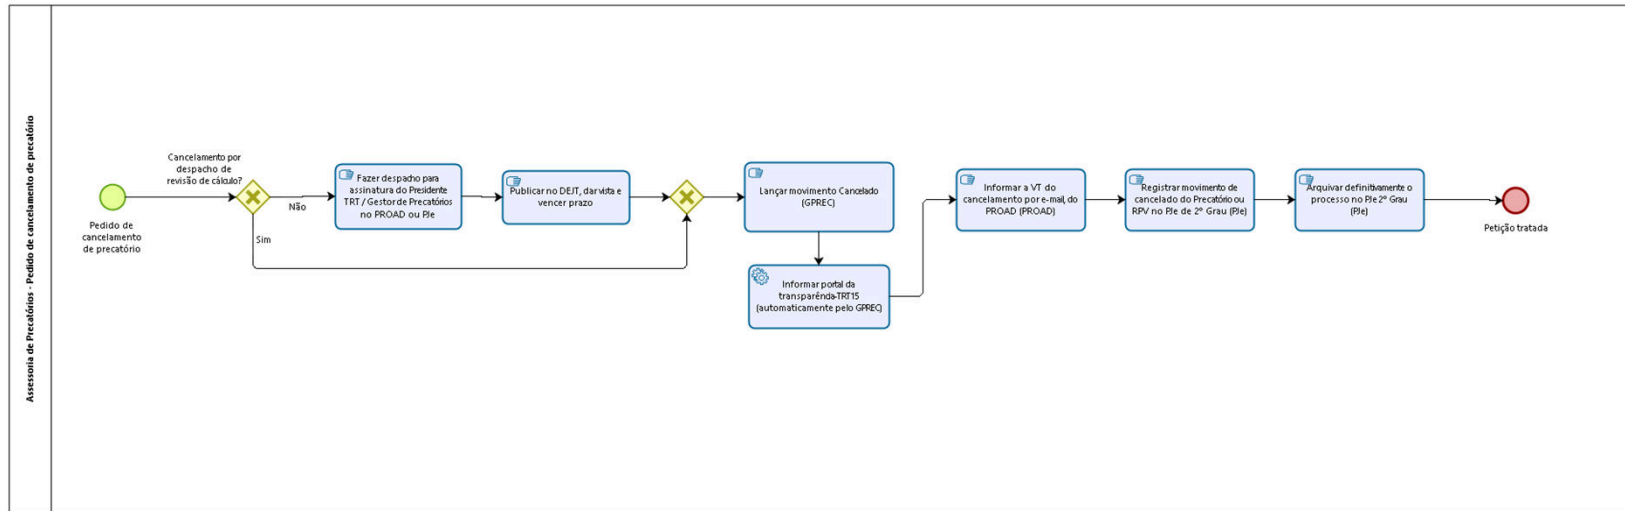 Assessoria de Precatórios - Pedido de cancelamento de precatório
Pedido de
cancelamento
de precatório
Cancelamento por
despacho de
revisão de cálculo?
Não
Sim
Fazer despacho para
assinatura do Presidente
TRT / Gestor de Precatórios
no PROAD ou PJe
Publicar no DEJT, dar vista e
vencer prazo
Lançar movimento Cancelado
(GPREC)
Informar portal da
transparência-TRT15
(automaticamente pelo GPREC)
Informar a VT do
cancelamento por e-mail, do
PROAD (PROAD)
Registrar movimento de
cancelado do Precatório ou
RPV no PJe de 2º Grau (PJe)
Arquivar definitivamente o
processo no PJe 2º Grau
(PJe)
Petição tratada